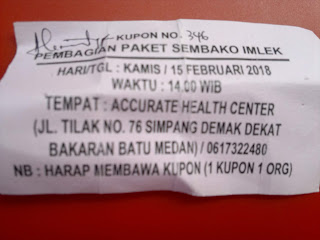 KUPON NO. 346
PEMBAGIAN PAKET SEMBAKO IMLEK
HARI/TGL : KAMIS / 15 FEBRUARI 2018
WAKTU : 14.00 WIB
TEMPAT : ACCURATE HEALTH CENTER
(JL. TILAK NO. 76 SIMPANG DEMAK DEKAT
BAKARAN BATU MEDAN) / 0617322480
NB : HARAP MEMBAWA KUPON (1 KUPON 1 ORG)